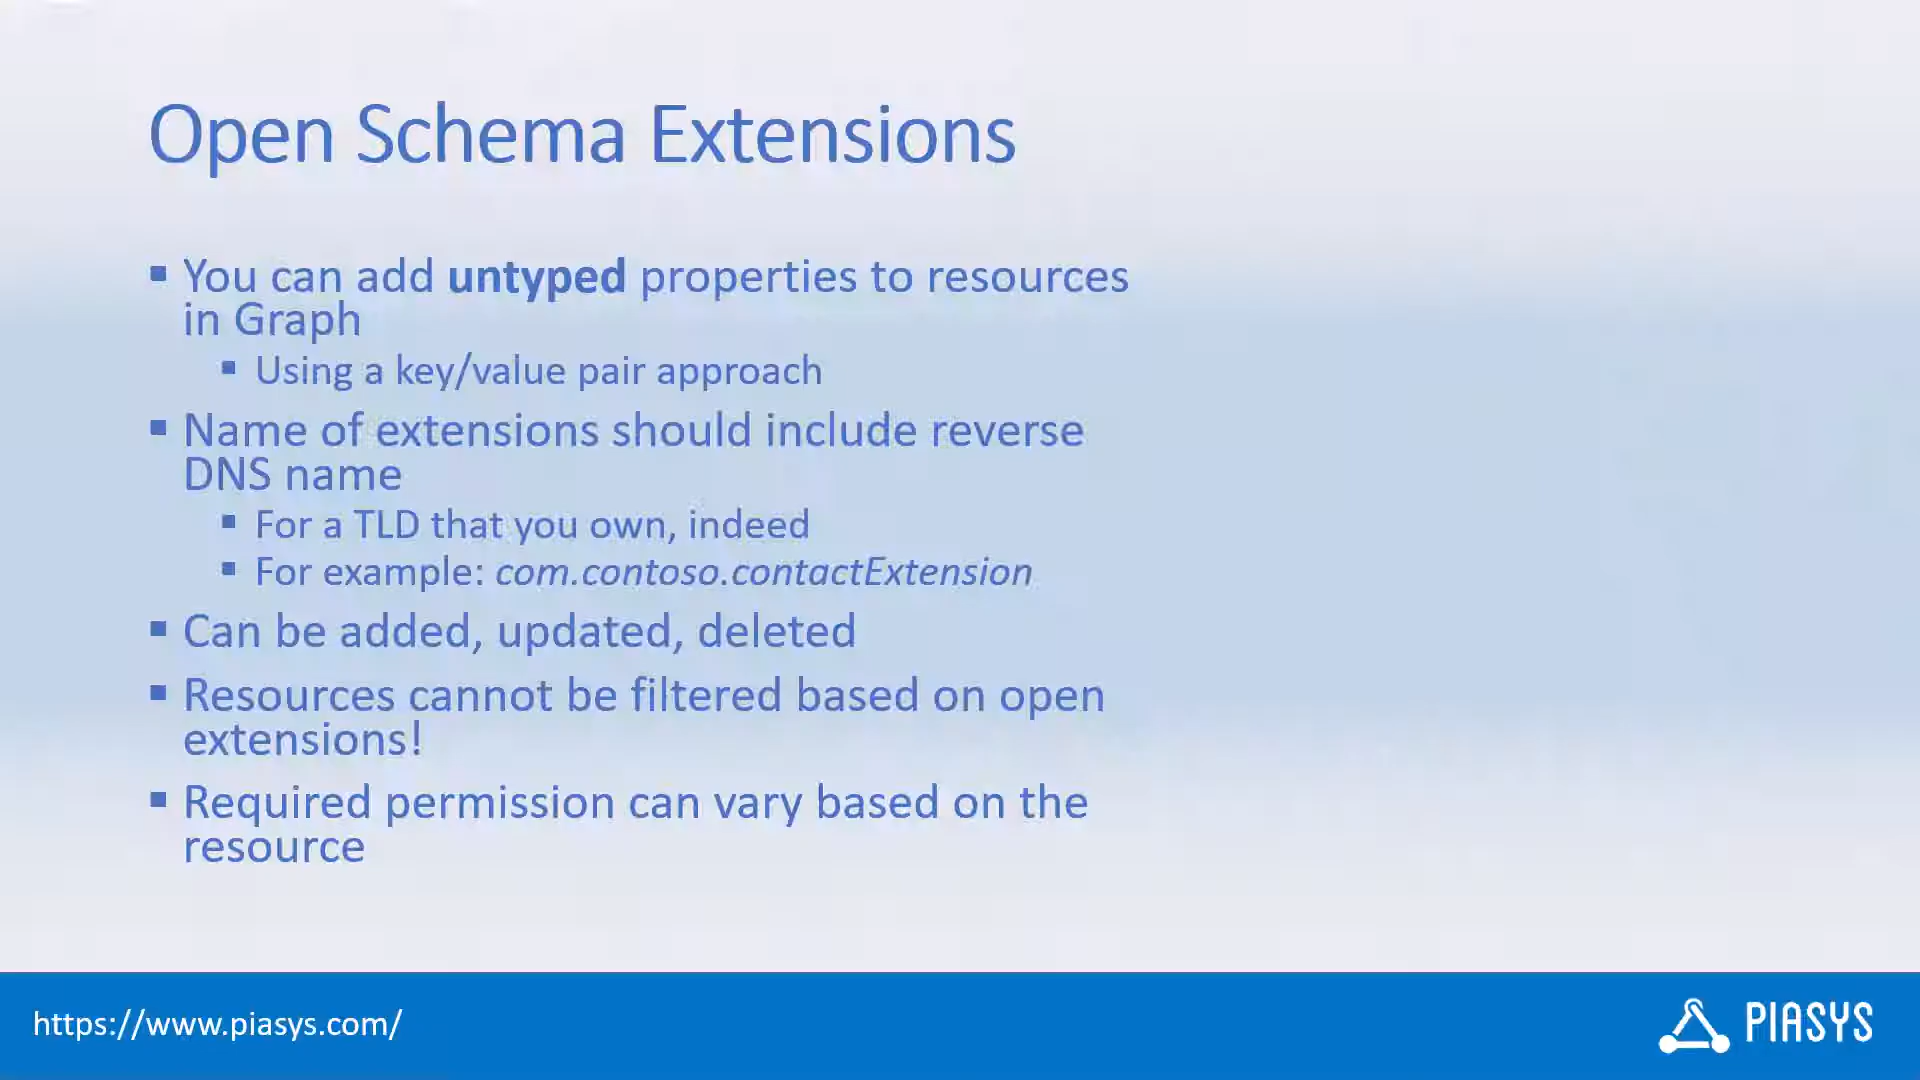 Open Schema Extensions
▪ You can add untyped properties to resources
in Graph
▪ Using a key/value pair approach
▪ Name of extensions should include reverse
DNS name
▪ For a TLD that you own, indeed
▪ For example: com.contoso.contactExtension
▪ Can be added, updated, deleted
▪ Resources cannot be filtered based on open
extensions!
▪ Required permission can vary based on the
resource
https://www.piasys.com/
PIASYS